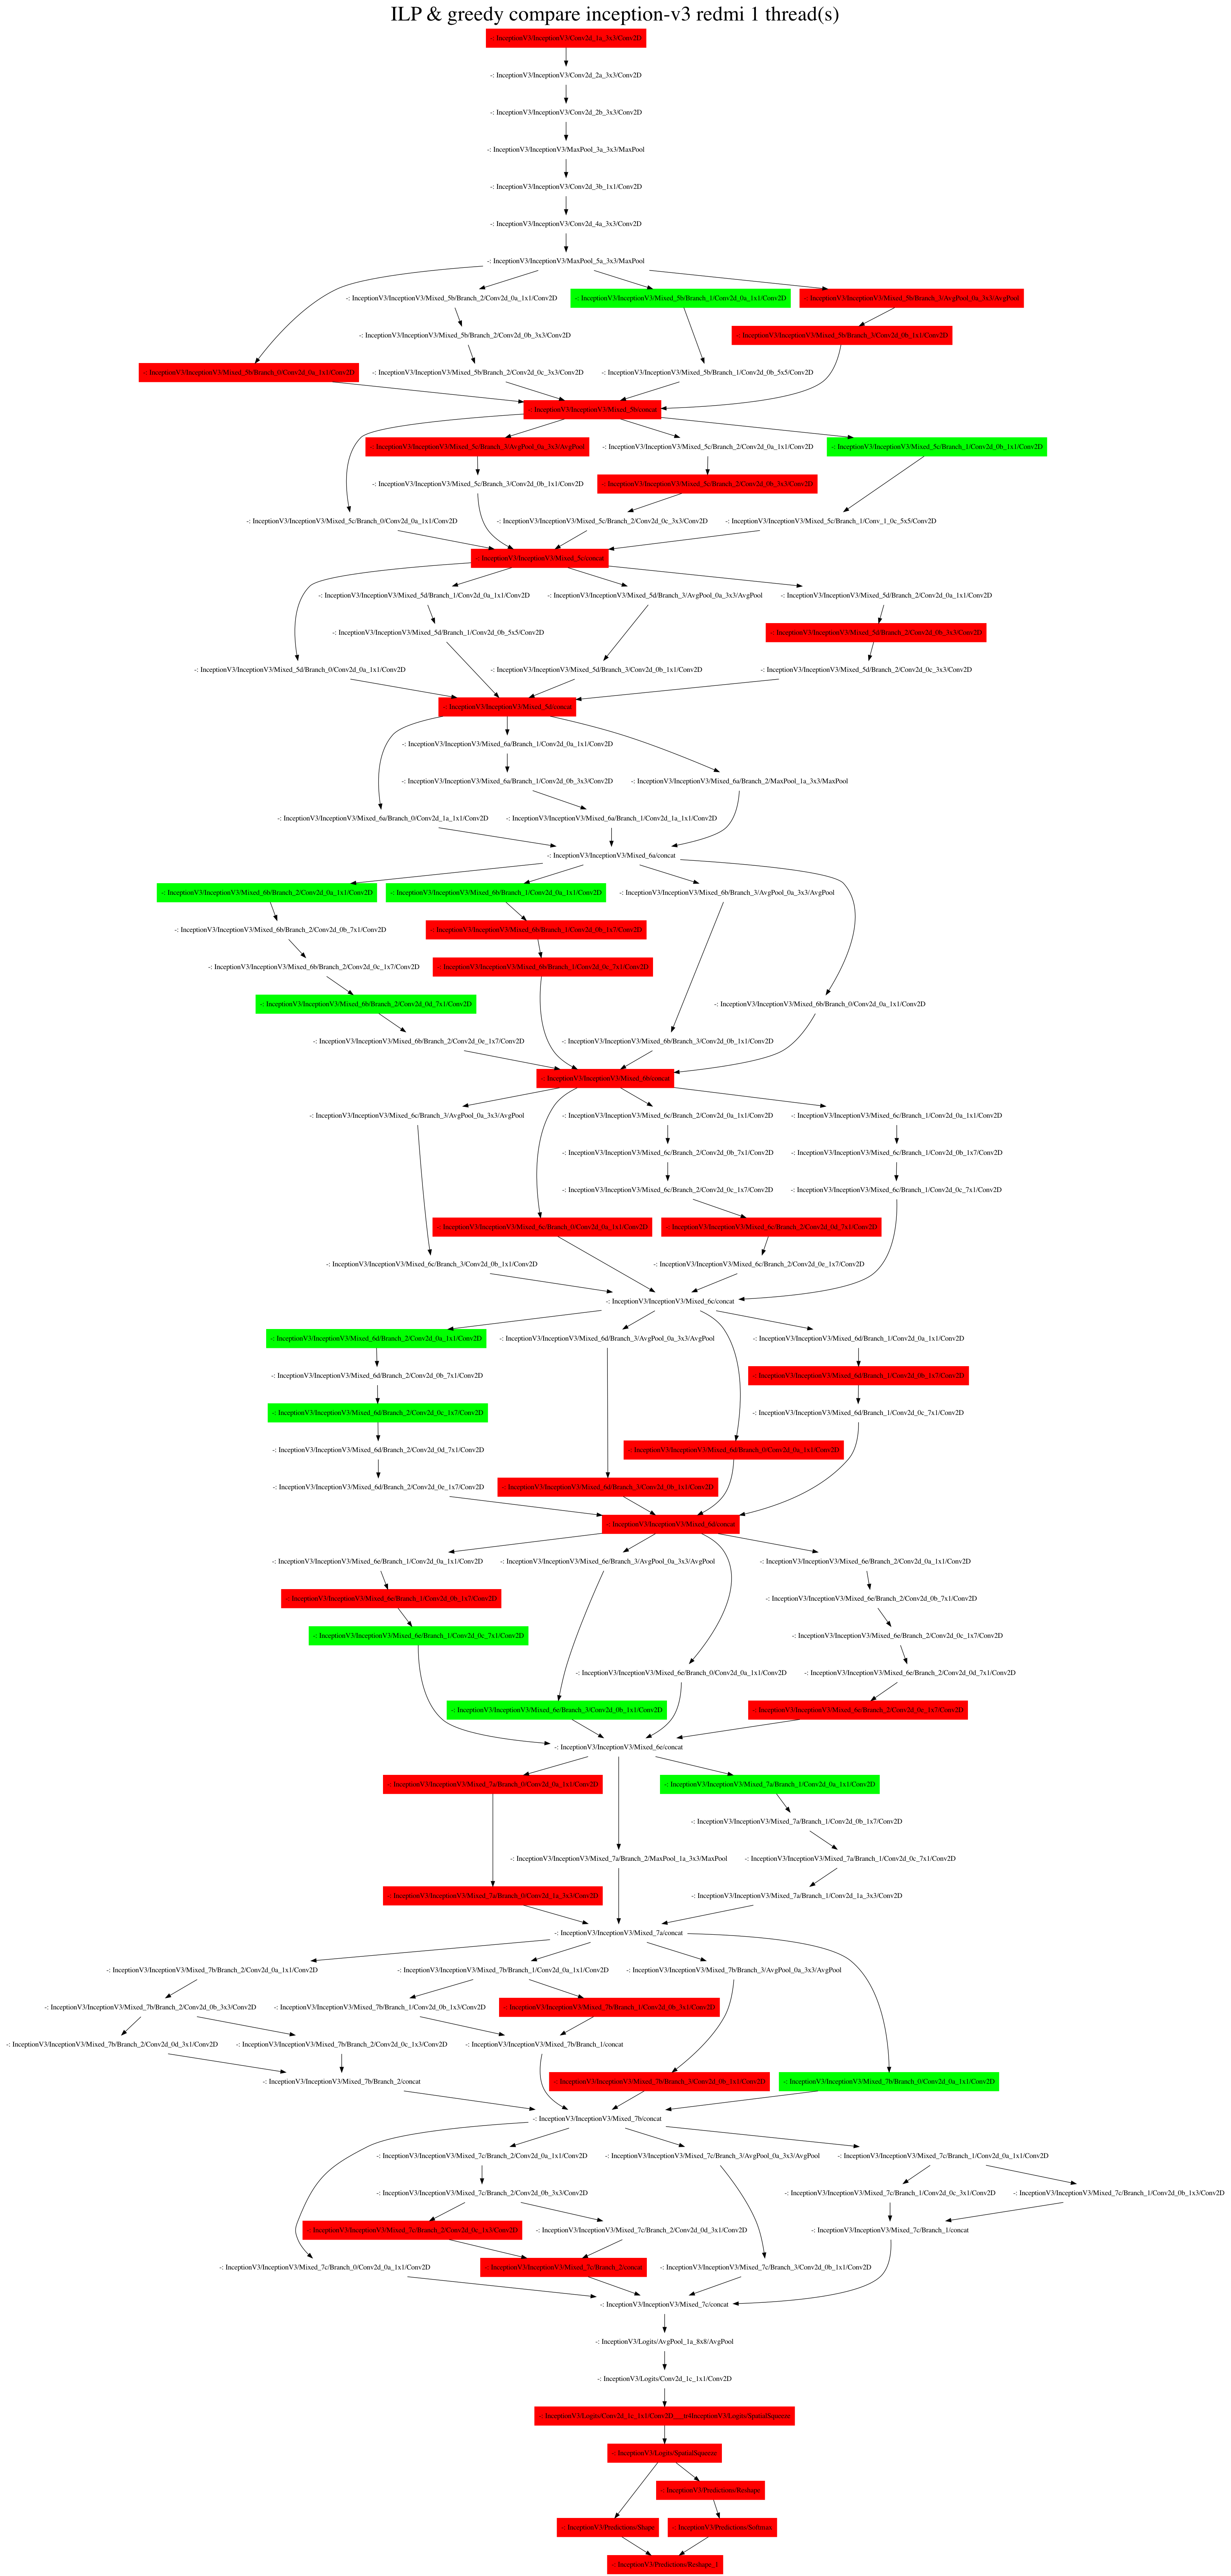 ILP & greedy compare inception-v3 redmi 1 thread(s)
-: InceptionV3/InceptionV3/Conv2d_1a_3x3/Conv2D
-: InceptionV3/InceptionV3/Conv2d_2a_3x3/Conv2D
-: InceptionV3/InceptionV3/Conv2d_2b_3x3/Conv2D
-: InceptionV3/InceptionV3/MaxPool_3a_3x3/MaxPool
-: InceptionV3/InceptionV3/Conv2d_3b_1x1/Conv2D
-: InceptionV3/InceptionV3/Conv2d_4a_3x3/Conv2D
-: InceptionV3/InceptionV3/MaxPool_5a_3x3/MaxPool
-: InceptionV3/InceptionV3/Mixed_5b/Branch_2/Conv2d_0a_1x1/Conv2D
-: InceptionV3/InceptionV3/Mixed_5b/Branch_1/Conv2d_0a_1x1/Conv2D
-: InceptionV3/InceptionV3/Mixed_5b/Branch_3/AvgPool_0a_3x3/AvgPool
-: InceptionV3/InceptionV3/Mixed_5b/Branch_2/Conv2d_0b_3x3/Conv2D
-: InceptionV3/InceptionV3/Mixed_5b/Branch_3/Conv2d_0b_1x1/Conv2D
-: InceptionV3/InceptionV3/Mixed_5b/Branch_0/Conv2d_0a_1x1/Conv2D
-: InceptionV3/InceptionV3/Mixed_5b/Branch_2/Conv2d_0c_3x3/Conv2D
-: InceptionV3/InceptionV3/Mixed_5b/Branch_1/Conv2d_0b_5x5/Conv2D
-: InceptionV3/InceptionV3/Mixed_5b/concat
-: InceptionV3/InceptionV3/Mixed_5c/Branch_3/AvgPool_0a_3x3/AvgPool
-: InceptionV3/InceptionV3/Mixed_5c/Branch_2/Conv2d_0a_1x1/Conv2D
-: InceptionV3/InceptionV3/Mixed_5c/Branch_1/Conv2d_0b_1x1/Conv2D
-: InceptionV3/InceptionV3/Mixed_5c/Branch_3/Conv2d_0b_1x1/Conv2D
-: InceptionV3/InceptionV3/Mixed_5c/Branch_2/Conv2d_0b_3x3/Conv2D
-: InceptionV3/InceptionV3/Mixed_5c/Branch_0/Conv2d_0a_1x1/Conv2D
-: InceptionV3/InceptionV3/Mixed_5c/Branch_2/Conv2d_0c_3x3/Conv2D
-: InceptionV3/InceptionV3/Mixed_5c/Branch_1/Conv_1_0c_5x5/Conv2D
-: InceptionV3/InceptionV3/Mixed_5c/concat
-: InceptionV3/InceptionV3/Mixed_5d/Branch_1/Conv2d_0a_1x1/Conv2D
-: InceptionV3/InceptionV3/Mixed_5d/Branch_3/AvgPool_0a_3x3/AvgPool
-: InceptionV3/InceptionV3/Mixed_5d/Branch_2/Conv2d_0a_1x1/Conv2D
-: InceptionV3/InceptionV3/Mixed_5d/Branch_1/Conv2d_0b_5x5/Conv2D
-: InceptionV3/InceptionV3/Mixed_5d/Branch_2/Conv2d_0b_3x3/Conv2D
-: InceptionV3/InceptionV3/Mixed_5d/Branch_0/Conv2d_0a_1x1/Conv2D
-: InceptionV3/InceptionV3/Mixed_5d/Branch_3/Conv2d_0b_1x1/Conv2D
-: InceptionV3/InceptionV3/Mixed_5d/Branch_2/Conv2d_0c_3x3/Conv2D
-: InceptionV3/InceptionV3/Mixed_5d/concat
-: InceptionV3/InceptionV3/Mixed_6a/Branch_1/Conv2d_0a_1x1/Conv2D
-: InceptionV3/InceptionV3/Mixed_6a/Branch_1/Conv2d_0b_3x3/Conv2D
-: InceptionV3/InceptionV3/Mixed_6a/Branch_2/MaxPool_1a_3x3/MaxPool
-: InceptionV3/InceptionV3/Mixed_6a/Branch_0/Conv2d_1a_1x1/Conv2D
-: InceptionV3/InceptionV3/Mixed_6a/Branch_1/Conv2d_1a_1x1/Conv2D
-: InceptionV3/InceptionV3/Mixed_6a/concat
-: InceptionV3/InceptionV3/Mixed_6b/Branch_2/Conv2d_0a_1x1/Conv2D
-: InceptionV3/InceptionV3/Mixed_6b/Branch_1/Conv2d_0a_1x1/Conv2D
-: InceptionV3/InceptionV3/Mixed_6b/Branch_3/AvgPool_0a_3x3/AvgPool
-: InceptionV3/InceptionV3/Mixed_6b/Branch_2/Conv2d_0b_7x1/Conv2D
-: InceptionV3/InceptionV3/Mixed_6b/Branch_1/Conv2d_0b_1x7/Conv2D
-: InceptionV3/InceptionV3/Mixed_6b/Branch_2/Conv2d_0c_1x7/Conv2D
-: InceptionV3/InceptionV3/Mixed_6b/Branch_1/Conv2d_0c_7x1/Conv2D
-: InceptionV3/InceptionV3/Mixed_6b/Branch_2/Conv2d_0d_7x1/Conv2D
-: InceptionV3/InceptionV3/Mixed_6b/Branch_0/Conv2d_0a_1x1/Conv2D
-: InceptionV3/InceptionV3/Mixed_6b/Branch_2/Conv2d_0e_1x7/Conv2D
-: InceptionV3/InceptionV3/Mixed_6b/Branch_3/Conv2d_0b_1x1/Conv2D
-: InceptionV3/InceptionV3/Mixed_6b/concat
-: InceptionV3/InceptionV3/Mixed_6c/Branch_3/AvgPool_0a_3x3/AvgPool
-: InceptionV3/InceptionV3/Mixed_6c/Branch_2/Conv2d_0a_1x1/Conv2D
-: InceptionV3/InceptionV3/Mixed_6c/Branch_1/Conv2d_0a_1x1/Conv2D
-: InceptionV3/InceptionV3/Mixed_6c/Branch_2/Conv2d_0b_7x1/Conv2D
-: InceptionV3/InceptionV3/Mixed_6c/Branch_1/Conv2d_0b_1x7/Conv2D
-: InceptionV3/InceptionV3/Mixed_6c/Branch_2/Conv2d_0c_1x7/Conv2D
-: InceptionV3/InceptionV3/Mixed_6c/Branch_1/Conv2d_0c_7x1/Conv2D
-: InceptionV3/InceptionV3/Mixed_6c/Branch_0/Conv2d_0a_1x1/Conv2D
-: InceptionV3/InceptionV3/Mixed_6c/Branch_2/Conv2d_0d_7x1/Conv2D
-: InceptionV3/InceptionV3/Mixed_6c/Branch_3/Conv2d_0b_1x1/Conv2D
-: InceptionV3/InceptionV3/Mixed_6c/Branch_2/Conv2d_0e_1x7/Conv2D
-: InceptionV3/InceptionV3/Mixed_6c/concat
-: InceptionV3/InceptionV3/Mixed_6d/Branch_2/Conv2d_0a_1x1/Conv2D
-: InceptionV3/InceptionV3/Mixed_6d/Branch_3/AvgPool_0a_3x3/AvgPool
-: InceptionV3/InceptionV3/Mixed_6d/Branch_1/Conv2d_0a_1x1/Conv2D
-: InceptionV3/InceptionV3/Mixed_6d/Branch_2/Conv2d_0b_7x1/Conv2D
-: InceptionV3/InceptionV3/Mixed_6d/Branch_1/Conv2d_0b_1x7/Conv2D
-: InceptionV3/InceptionV3/Mixed_6d/Branch_2/Conv2d_0c_1x7/Conv2D
-: InceptionV3/InceptionV3/Mixed_6d/Branch_1/Conv2d_0c_7x1/Conv2D
-: InceptionV3/InceptionV3/Mixed_6d/Branch_2/Conv2d_0d_7x1/Conv2D
-: InceptionV3/InceptionV3/Mixed_6d/Branch_0/Conv2d_0a_1x1/Conv2D
-: InceptionV3/InceptionV3/Mixed_6d/Branch_2/Conv2d_0e_1x7/Conv2D
-: InceptionV3/InceptionV3/Mixed_6d/Branch_3/Conv2d_0b_1x1/Conv2D
-: InceptionV3/InceptionV3/Mixed_6d/concat
-: InceptionV3/InceptionV3/Mixed_6e/Branch_1/Conv2d_0a_1x1/Conv2D
-: InceptionV3/InceptionV3/Mixed_6e/Branch_3/AvgPool_0a_3x3/AvgPool
-: InceptionV3/InceptionV3/Mixed_6e/Branch_2/Conv2d_0a_1x1/Conv2D
-: InceptionV3/InceptionV3/Mixed_6e/Branch_1/Conv2d_0b_1x7/Conv2D
-: InceptionV3/InceptionV3/Mixed_6e/Branch_2/Conv2d_0b_7x1/Conv2D
-: InceptionV3/InceptionV3/Mixed_6e/Branch_1/Conv2d_0c_7x1/Conv2D
-: InceptionV3/InceptionV3/Mixed_6e/Branch_2/Conv2d_0c_1x7/Conv2D
-: InceptionV3/InceptionV3/Mixed_6e/Branch_0/Conv2d_0a_1x1/Conv2D
-: InceptionV3/InceptionV3/Mixed_6e/Branch_2/Conv2d_0d_7x1/Conv2D
-: InceptionV3/InceptionV3/Mixed_6e/Branch_3/Conv2d_0b_1x1/Conv2D
-: InceptionV3/InceptionV3/Mixed_6e/Branch_2/Conv2d_0e_1x7/Conv2D
-: InceptionV3/InceptionV3/Mixed_6e/concat
-: InceptionV3/InceptionV3/Mixed_7a/Branch_0/Conv2d_0a_1x1/Conv2D
-: InceptionV3/InceptionV3/Mixed_7a/Branch_1/Conv2d_0a_1x1/Conv2D
-: InceptionV3/InceptionV3/Mixed_7a/Branch_1/Conv2d_0b_1x7/Conv2D
-: InceptionV3/InceptionV3/Mixed_7a/Branch_2/MaxPool_1a_3x3/MaxPool
-: InceptionV3/InceptionV3/Mixed_7a/Branch_1/Conv2d_0c_7x1/Conv2D
-: InceptionV3/InceptionV3/Mixed_7a/Branch_0/Conv2d_1a_3x3/Conv2D
-: InceptionV3/InceptionV3/Mixed_7a/Branch_1/Conv2d_1a_3x3/Conv2D
-: InceptionV3/InceptionV3/Mixed_7a/concat
-: InceptionV3/InceptionV3/Mixed_7b/Branch_2/Conv2d_0a_1x1/Conv2D
-: InceptionV3/InceptionV3/Mixed_7b/Branch_1/Conv2d_0a_1x1/Conv2D
-: InceptionV3/InceptionV3/Mixed_7b/Branch_3/AvgPool_0a_3x3/AvgPool
-: InceptionV3/InceptionV3/Mixed_7b/Branch_2/Conv2d_0b_3x3/Conv2D
-: InceptionV3/InceptionV3/Mixed_7b/Branch_1/Conv2d_0b_1x3/Conv2D
-: InceptionV3/InceptionV3/Mixed_7b/Branch_1/Conv2d_0b_3x1/Conv2D
-: InceptionV3/InceptionV3/Mixed_7b/Branch_2/Conv2d_0d_3x1/Conv2D
-: InceptionV3/InceptionV3/Mixed_7b/Branch_2/Conv2d_0c_1x3/Conv2D
-: InceptionV3/InceptionV3/Mixed_7b/Branch_1/concat
-: InceptionV3/InceptionV3/Mixed_7b/Branch_2/concat
-: InceptionV3/InceptionV3/Mixed_7b/Branch_3/Conv2d_0b_1x1/Conv2D
-: InceptionV3/InceptionV3/Mixed_7b/Branch_0/Conv2d_0a_1x1/Conv2D
-: InceptionV3/InceptionV3/Mixed_7b/concat
-: InceptionV3/InceptionV3/Mixed_7c/Branch_2/Conv2d_0a_1x1/Conv2D
-: InceptionV3/InceptionV3/Mixed_7c/Branch_3/AvgPool_0a_3x3/AvgPool
-: InceptionV3/InceptionV3/Mixed_7c/Branch_1/Conv2d_0a_1x1/Conv2D
-: InceptionV3/InceptionV3/Mixed_7c/Branch_2/Conv2d_0b_3x3/Conv2D
-: InceptionV3/InceptionV3/Mixed_7c/Branch_1/Conv2d_0c_3x1/Conv2D
-: InceptionV3/InceptionV3/Mixed_7c/Branch_1/Conv2d_0b_1x3/Conv2D
-: InceptionV3/InceptionV3/Mixed_7c/Branch_2/Conv2d_0c_1x3/Conv2D
-: InceptionV3/InceptionV3/Mixed_7c/Branch_2/Conv2d_0d_3x1/Conv2D
-: InceptionV3/InceptionV3/Mixed_7c/Branch_1/concat
-: InceptionV3/InceptionV3/Mixed_7c/Branch_0/Conv2d_0a_1x1/Conv2D
-: InceptionV3/InceptionV3/Mixed_7c/Branch_2/concat
-: InceptionV3/InceptionV3/Mixed_7c/Branch_3/Conv2d_0b_1x1/Conv2D
-: InceptionV3/InceptionV3/Mixed_7c/concat
-: InceptionV3/Logits/AvgPool_1a_8x8/AvgPool
-: InceptionV3/Logits/Conv2d_1c_1x1/Conv2D
-: InceptionV3/Logits/Conv2d_1c_1x1/Conv2D__tr4InceptionV3/Logits/SpatialSqueeze
-: InceptionV3/Logits/SpatialSqueeze
-: InceptionV3/Predictions/Reshape
-: InceptionV3/Predictions/Shape
-: InceptionV3/Predictions/Softmax
-: InceptionV3/Predictions/Reshape_1